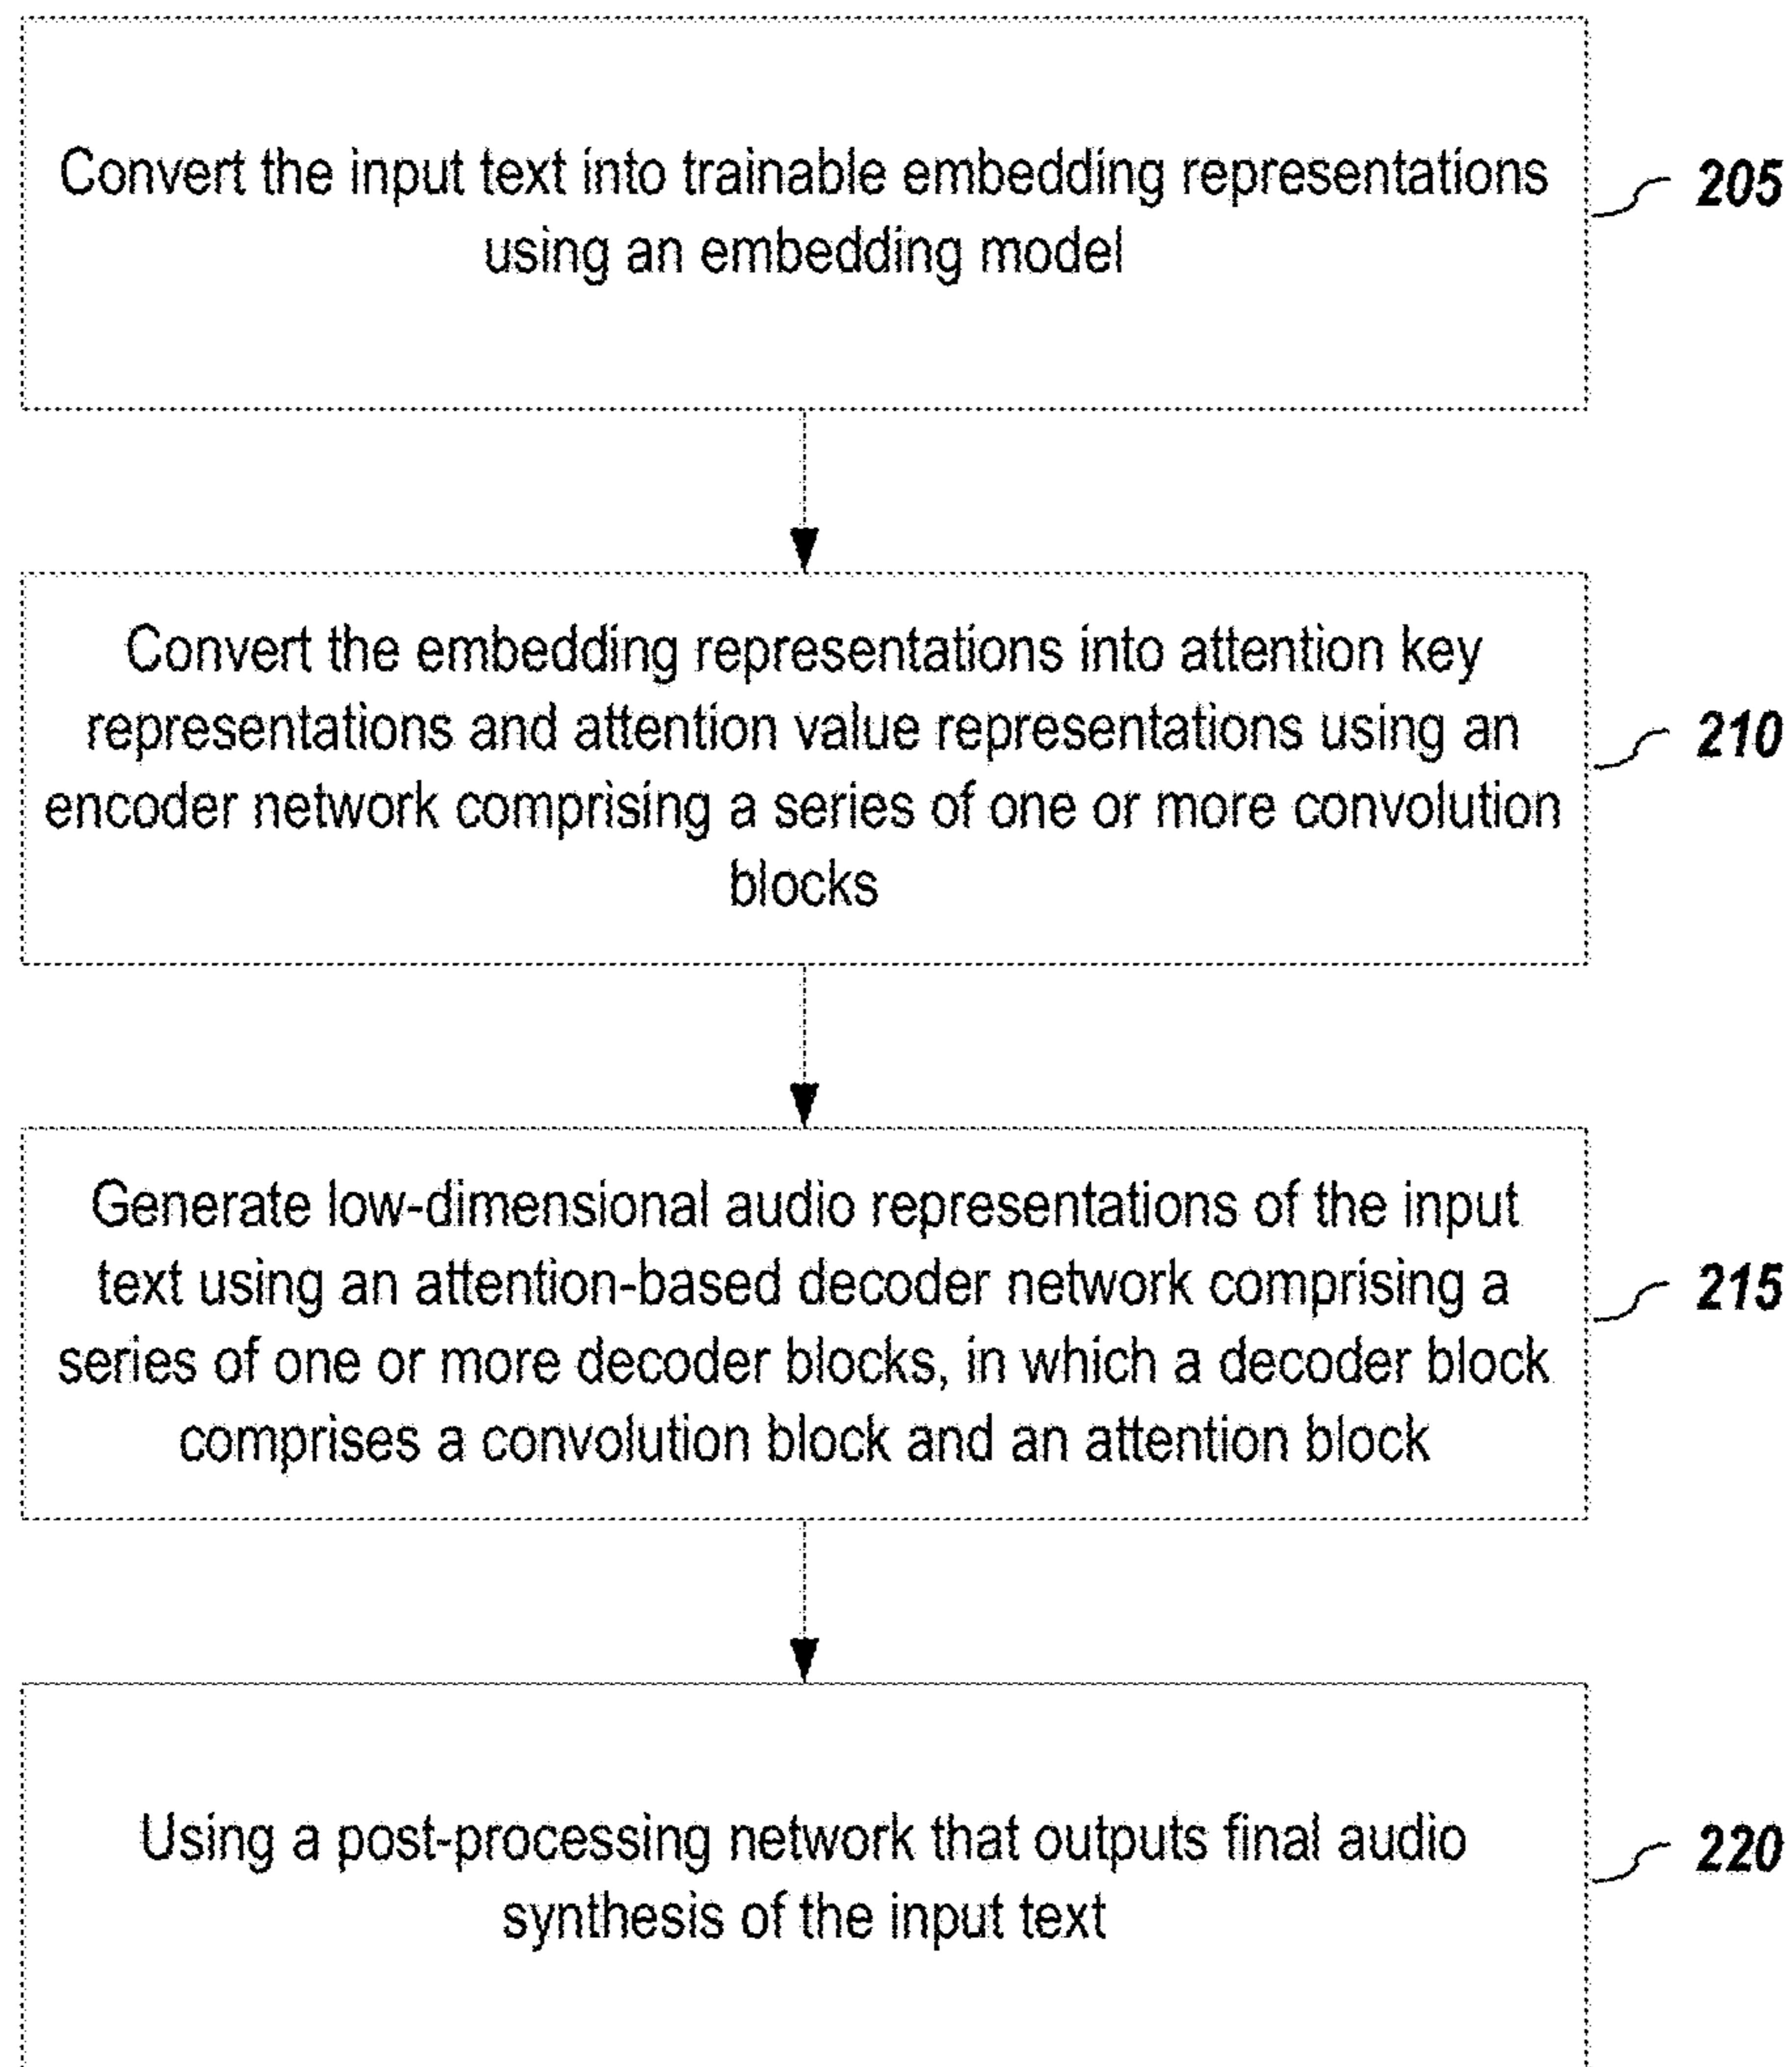 Convert the input text into trainable embedding representations
using an embedding model
205
Convert the embedding representations into attention key
representations and attention value representations using an
encoder network comprising a series of one or more convolution
blocks
210
Generate low-dimensional audio representations of the input
text using an attention-based decoder network comprising a
series of one or more decoder blocks, in which a decoder block
comprises a convolution block and an attention block
215
Using a post-processing network that outputs final audio
synthesis of the input text
220